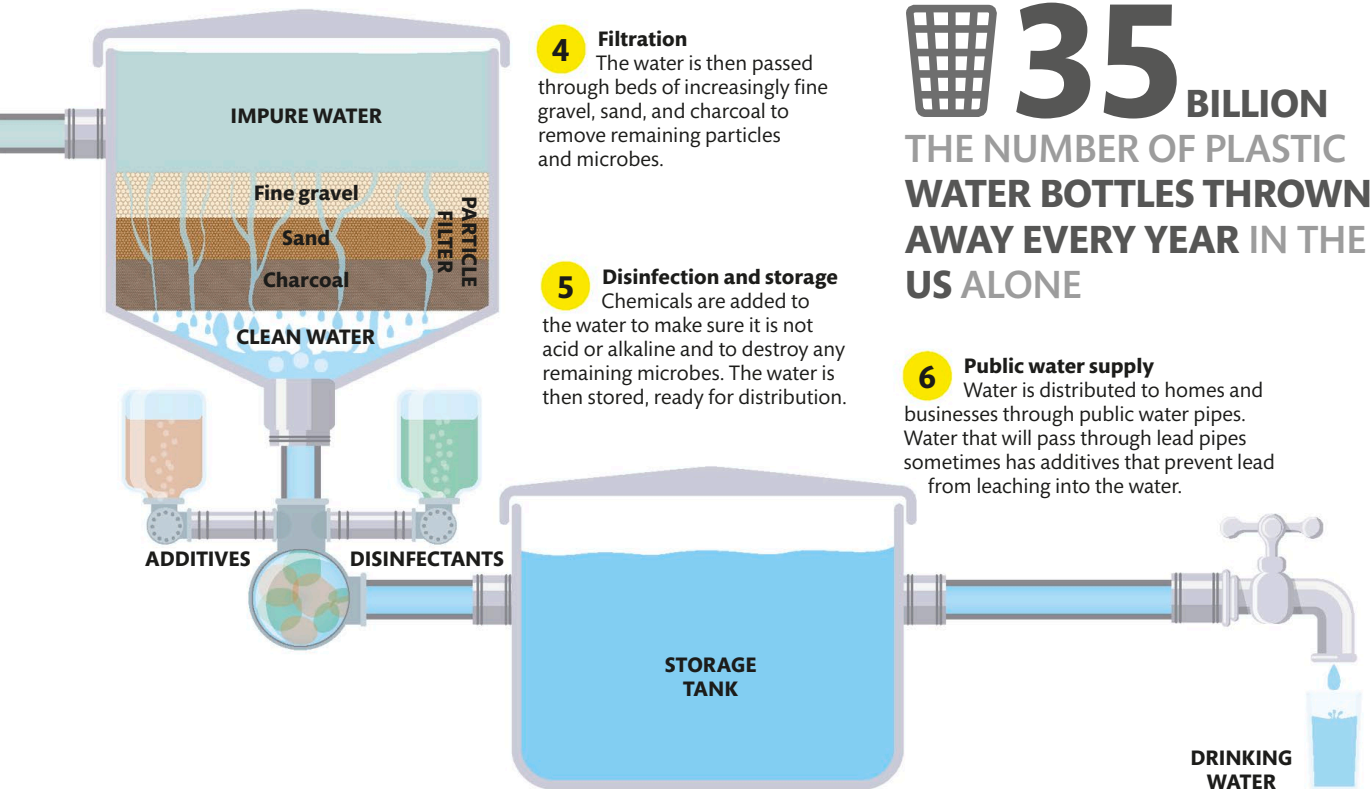 IMPURE WATER
Fine gravel
Sand
Charcoal
PARTICLE
FILTER
CLEAN WATER
ADDITIVES
DISINFECTANTS
4
Filtration
The water is then passed
through beds of increasingly fine
gravel, sand, and charcoal to
remove remaining particles
and microbes.
5
Disinfection and storage
Chemicals are added to
the water to make sure it is not
acid or alkaline and to destroy any
remaining microbes. The water is
then stored, ready for distribution.
35 BILLION
THE NUMBER OF PLASTIC
WATER BOTTLES THROWN
AWAY EVERY YEAR IN THE
US ALONE
6
Public water supply
Water is distributed to homes and
businesses through public water pipes.
Water that will pass through lead pipes
sometimes has additives that prevent lead
from leaching into the water.
STORAGE
TANK
DRINKING
WATER